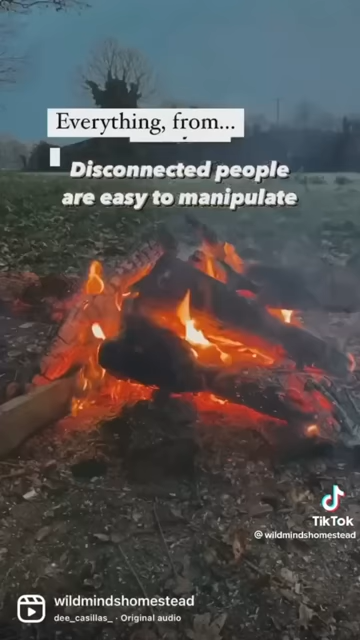 Everything, from...
Disconnected people
are easy to manipulate
TikTok
@wildmindshomestead
wildmindshomestead
dee_casillas_ · Original audio